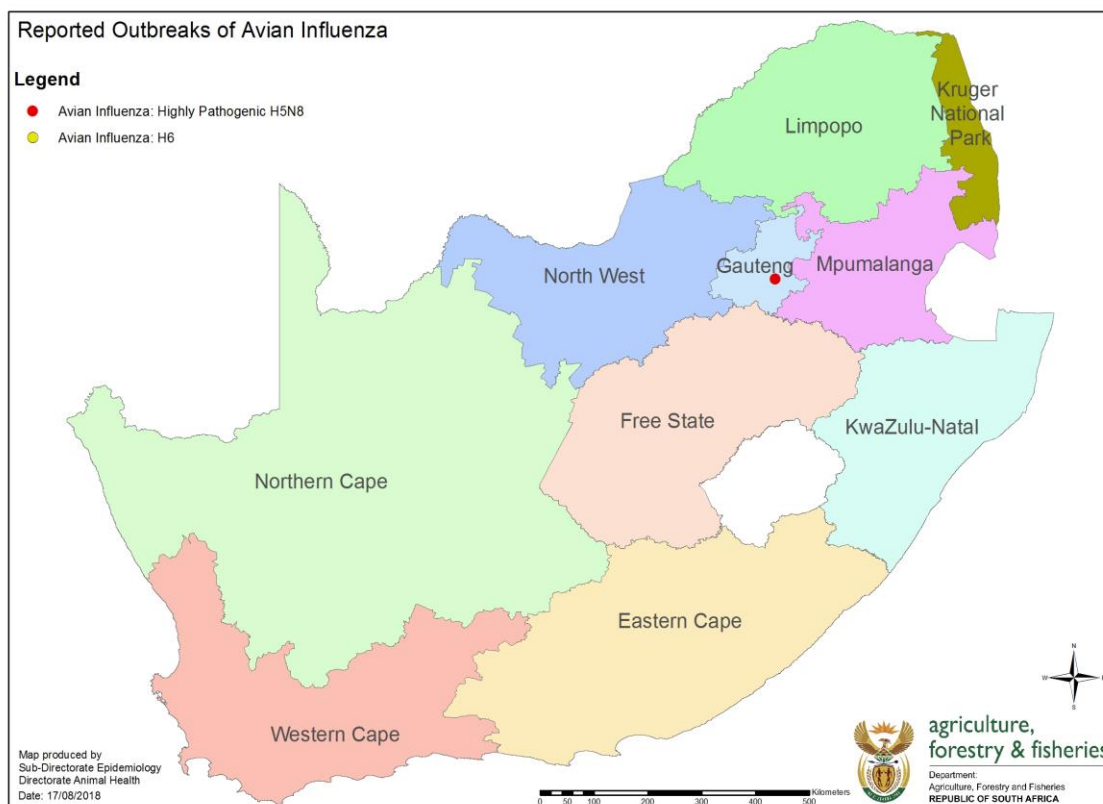 Reported Outbreaks of Avian Influenza
Legend
Avian Influenza: Highly Pathogenic H5N8
Avian Influenza: H6
Kruger
National
Park
Limpopo
North West
Gauteng
Mpumalanga
Free State
KwaZulu-Natal
Northern Cape
Eastern Cape
Western Cape
N
W
E
S
Map produced by
Sub-Directorate Epidemiology
Directorate Animal Health
Date: 17/08/2018
Kilometers
0 50 100 200 300 400 500
agriculture,
forestry & fisheries
Department:
Agriculture, Forestry and Fisheries
REPUBLIC OF SOUTH AFRICA